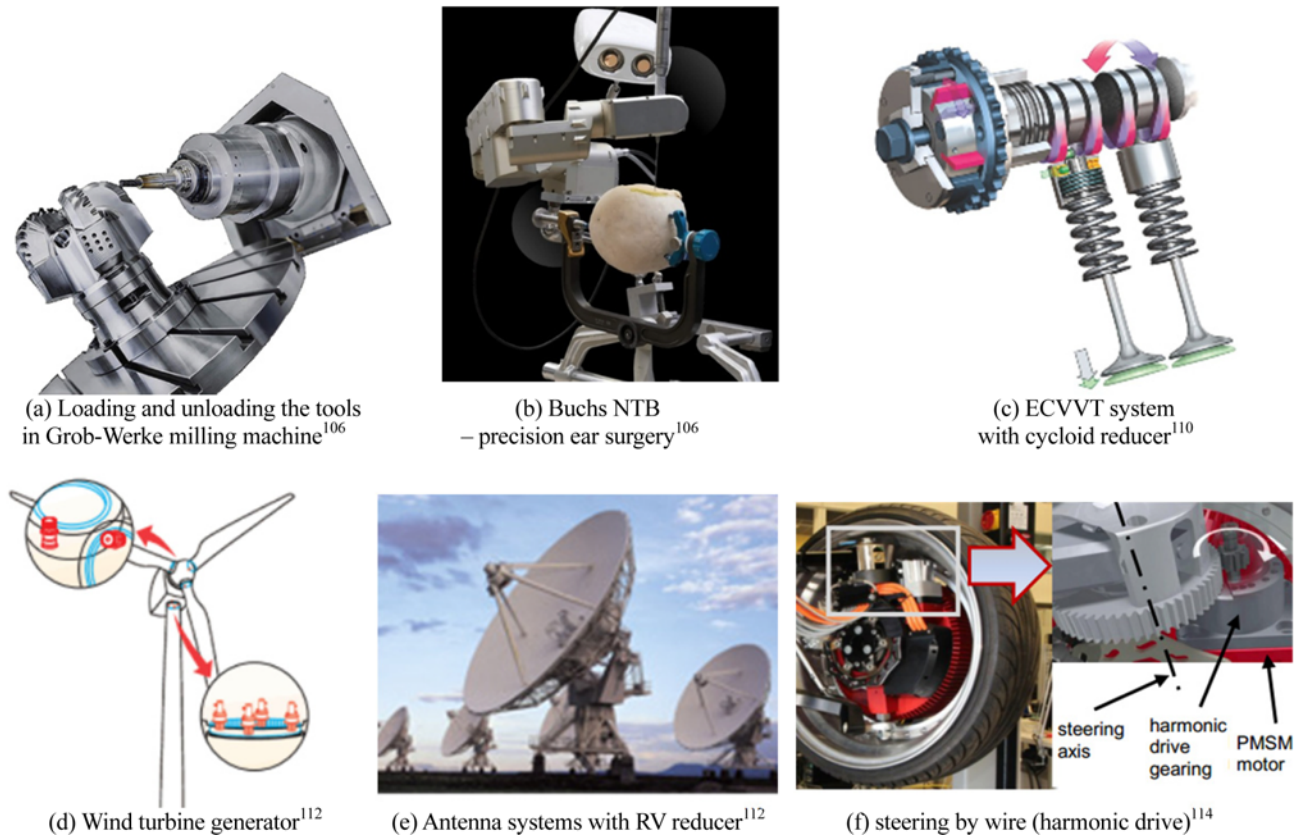 (a) Loading and unloading the tools
in Grob-Werke milling machine106
(b) Buchs NTB
– precision ear surgery106
(c) ECVVT system
with cycloid reducer110
steering
axis
harmonic
drive
gearing
PMSM
motor
(d) Wind turbine generator112
(e) Antenna systems with RV reducer112
(f) steering by wire (harmonic drive)114